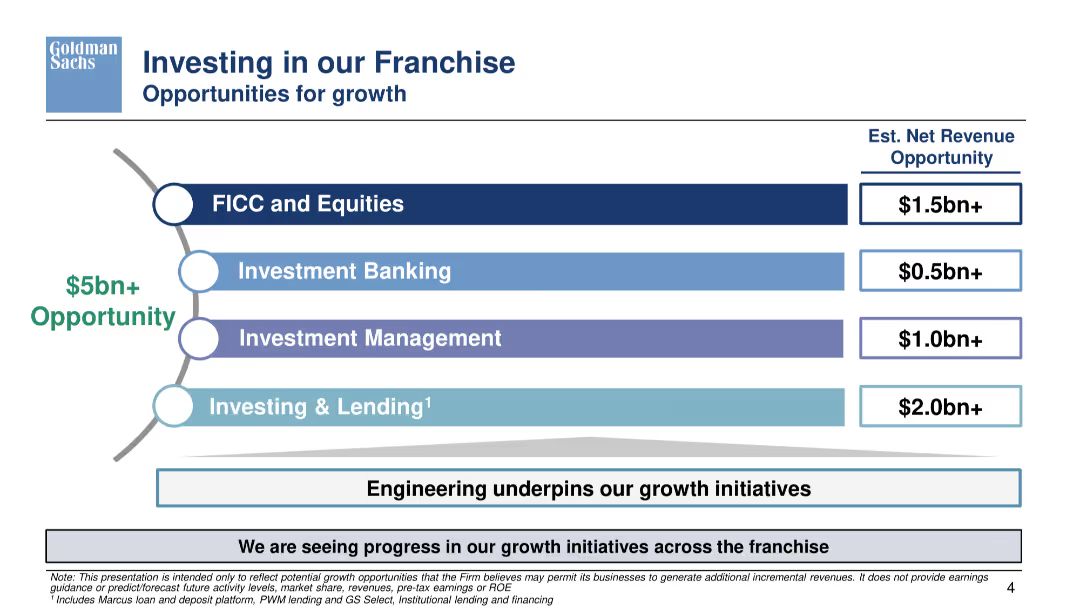 Goldman
Sachs
Investing in our Franchise
Opportunities for growth
Est. Net Revenue
Opportunity
FICC and Equities
$1.5bn+
Investment Banking
$0.5bn+
$5bn+
Opportunity
Investment Management
$1.0bn+
Investing & Lending¹
$2.0bn+
Engineering underpins our growth initiatives
We are seeing progress in our growth initiatives across the franchise
Note: This presentation is intended only to reflect potential growth opportunities that the Firm believes may permit its businesses to generate additional incremental revenues. It does not provide earnings
guidance or predict/forecast future activity levels, market share, revenues, pre-tax earnings or ROE
¹ Includes Marcus loan and deposit platform, PWM lending and GS Select, Institutional lending and financing
4